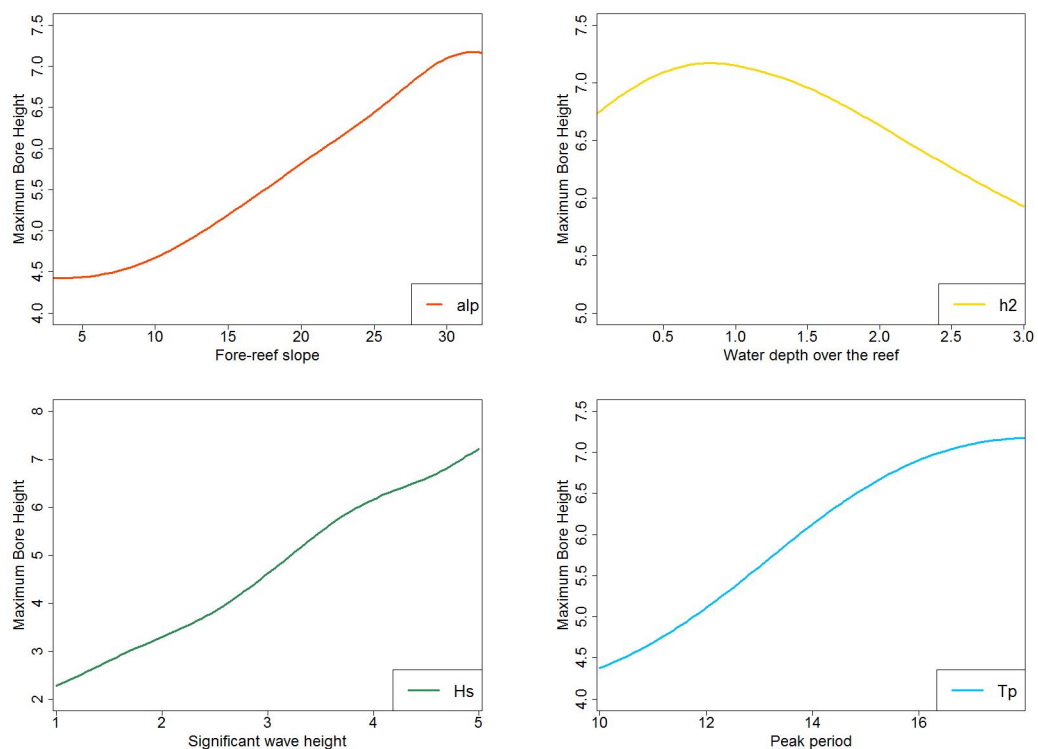 Maximum Bore Height
7.5
7.0
6.5
6.0
5.5
5.0
4.5
4.0
alp
5 10 15 20 25 30
Fore-reef slope
Maximum Bore Height
7.5
7.0
6.5
6.0
5.5
5.0
h2
0.5 1.0 1.5 2.0 2.5 3.0
Water depth over the reef
Maximum Bore Height
8
7
6
5
4
3
2
Hs
1 2 3 4 5
Significant wave height
Maximum Bore Height
7.5
7.0
6.5
6.0
5.5
5.0
4.5
4.0
Tp
10 12 14 16
Peak period